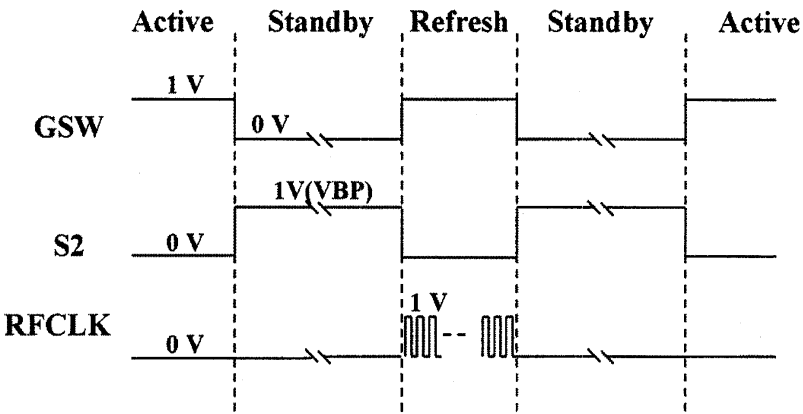 Active Standby Refresh Standby Active
1 V
GSW
0 V
1V(VBP)
S2
0 V
1 V
RFCLK
0 V